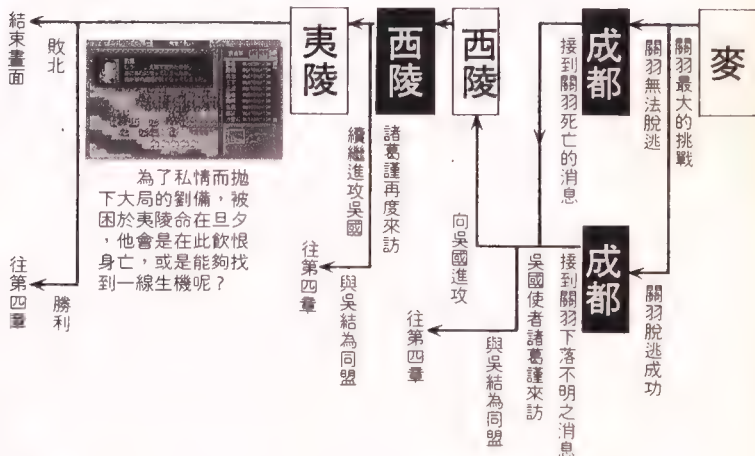 麥
關羽最大的挑戰
關羽無法脫逃
關羽脫逃成功
成都
接到關羽死亡的消息
成都
接到關羽下落不明之消息
吳國使者諸葛謹來訪
與吳結為同盟
往第四章
向吳國進攻
西陵
西陵
諸葛謹再度來訪
續繼進攻吳國
與吳結為同盟
往第四章
夷陵
為了私情而拋
下大局的劉備，被
困於夷陵命在旦夕
，他會是在此飲恨
身亡，或是能夠找
到一線生機呢？
敗北
結束畫面
勝利
往第四章